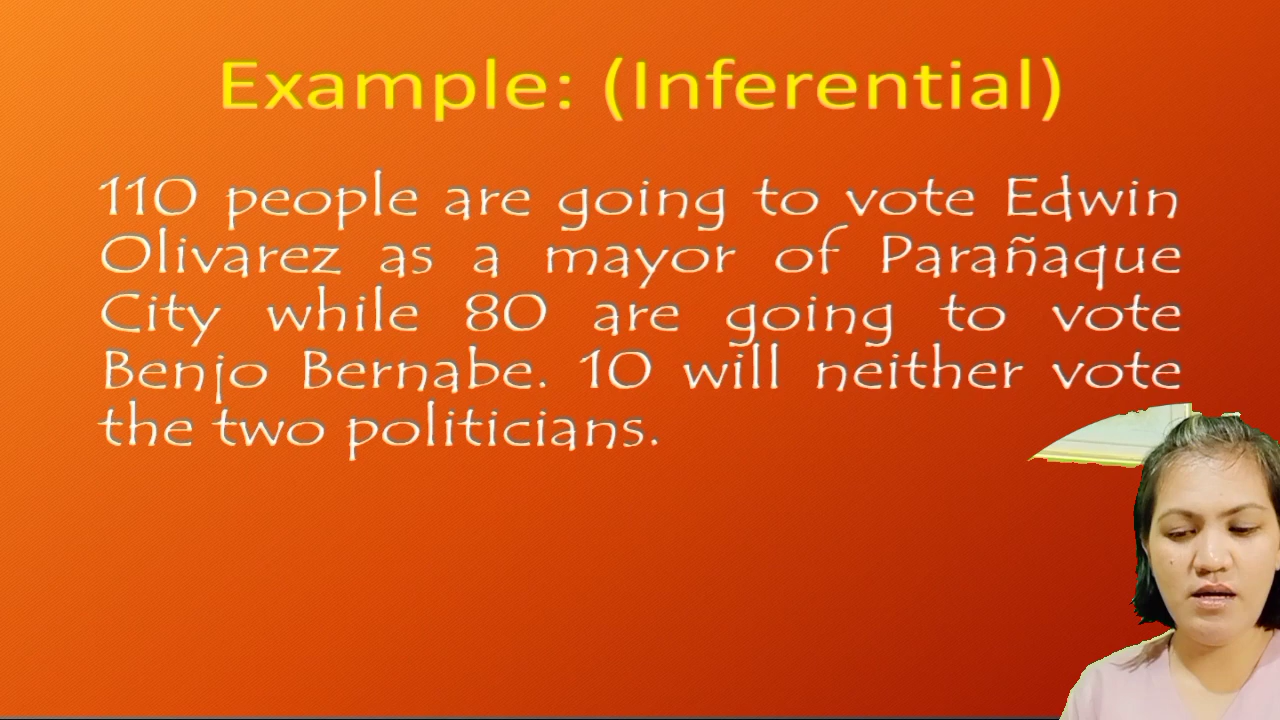 Example: (Inferential)
110 people are going to vote Edwin
Olivarez as a mayor of Parañaque
City while 80 are going to vote
Benjo Bernabe. 10 will neither vote
the two politicians.